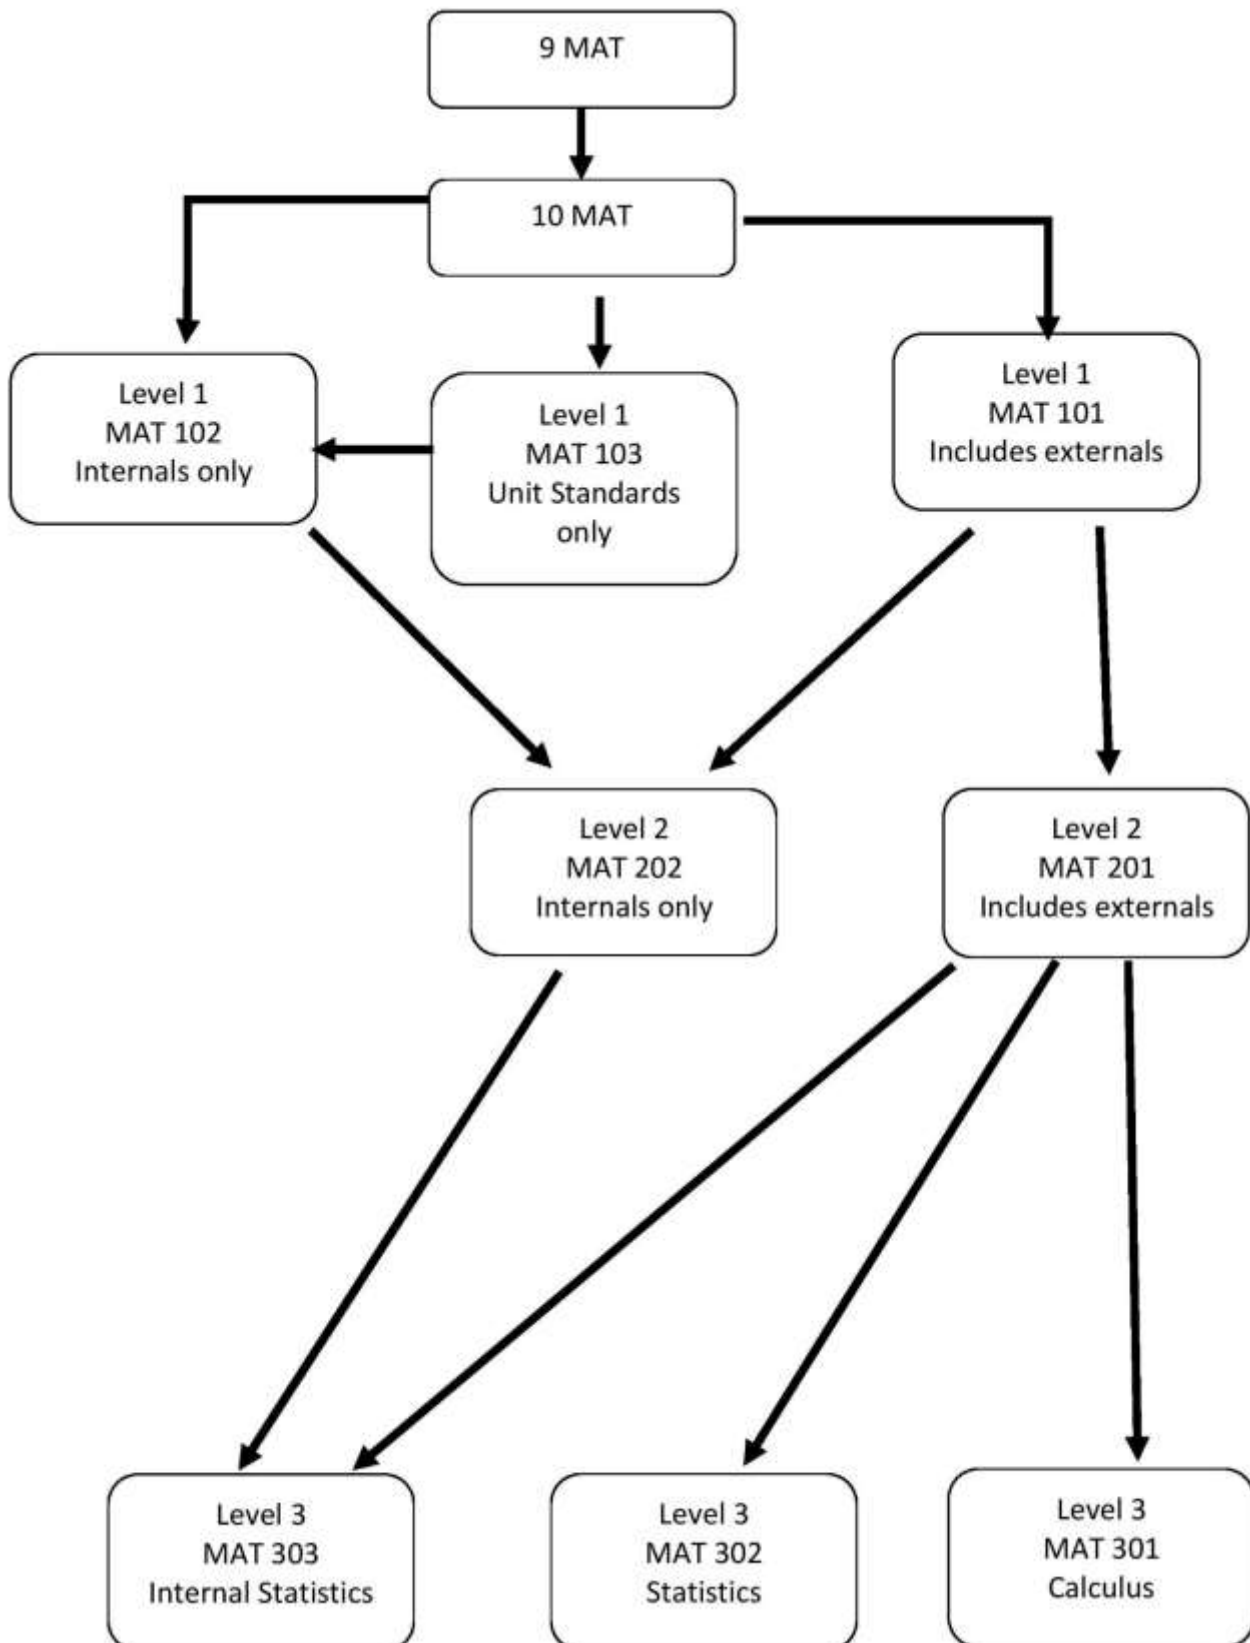 9 MAT
10 MAT
Level 1
MAT 102
Internals only
Level 1
MAT 103
Unit Standards
only
Level 1
MAT 101
Includes externals
Level 2
MAT 202
Internals only
Level 2
MAT 201
Includes externals
Level 3
MAT 303
Internal Statistics
Level 3
MAT 302
Statistics
Level 3
MAT 301
Calculus